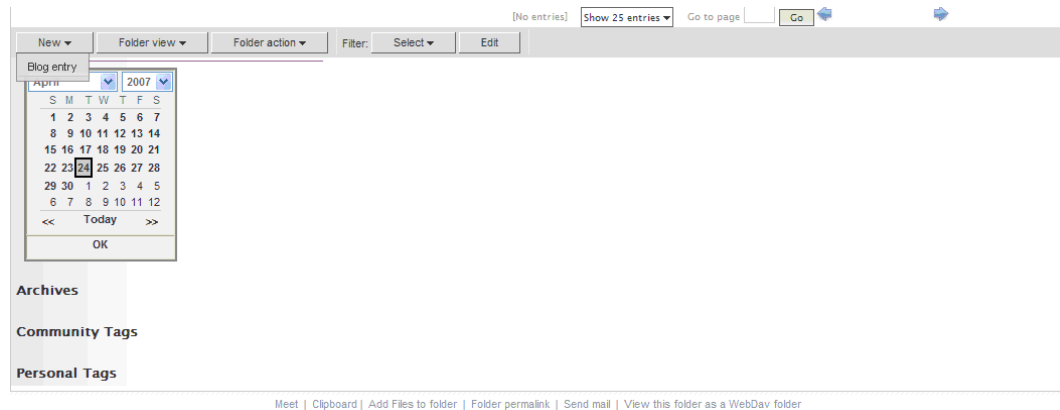 [No entries] Show 25 entries Go to page Go
New Folder view Folder action Filter: Select Edit
Blog entry
April 2007
S M T W T F S
1 2 3 4 5 6 7
8 9 10 11 12 13 14
15 16 17 18 19 20 21
22 23 24 25 26 27 28
29 30 1 2 3 4 5
6 7 8 9 10 11 12
<< Today >>
OK
Archives
Community Tags
Personal Tags
Meet | Clipboard | Add Files to folder | Folder permalink | Send mail | View this folder as a WebDav folder